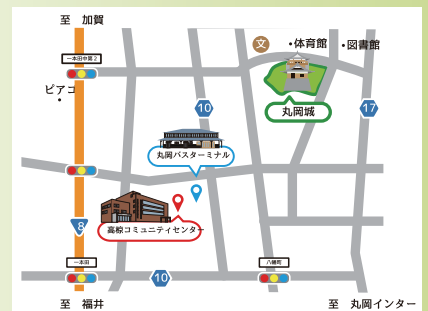 至 加賀
文
・体育館
・図書館
一本田中第2
ピアコ
・
10
丸岡城
17
丸岡バスターミナル
高椋コミュニティセンター
8
一本田
10
八幡町
至 福井
至 丸岡インター